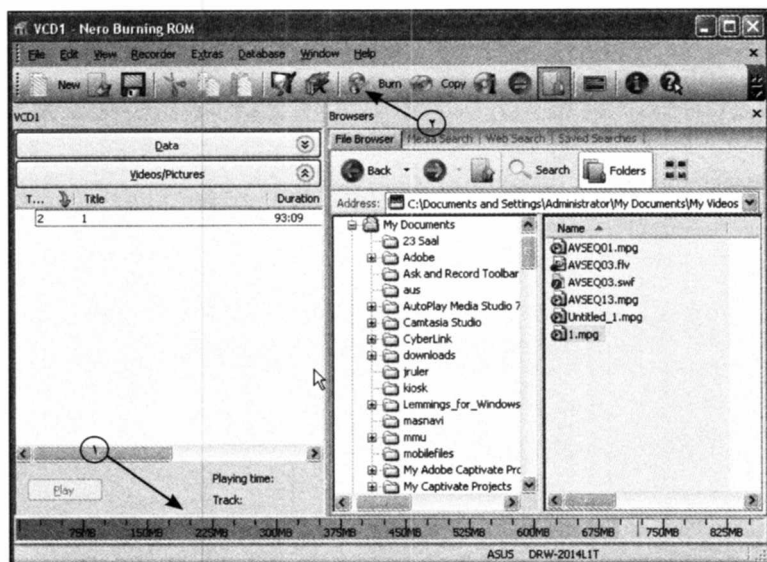 VCD1 - Nero Burning ROM
File Edit View Recorder Extras Database Window Help
New Burn Copy
۲
VCD1
Browsers
Data
File Browser Media Search Web Search Saved Searches
Videos/Pictures
Back Search Folders
T... Title Duration
Address: C:\Documents and Settings\Administrator\My Documents\My Videos
2 1 93:09
My Documents
23 Saal
Adobe
Ask and Record Toolbar
aus
AutoPlay Media Studio 7
Camtasia Studio
CyberLink
downloads
jruler
kiosk
Lemmings_for_Windows
masnavi
mmu
mobilefiles
My Adobe Captivate Prc
My Captivate Projects
Name
AVSEQ01.mpg
AVSEQ03.flv
AVSEQ03.swf
AVSEQ13.mpg
Untitled_1.mpg
1.mpg
۱
Play
Playing time:
Track:
75MB 150MB 225MB 300MB 375MB 450MB 525MB 600MB 675MB 750MB 825MB
ASUS DRW-2014L1T